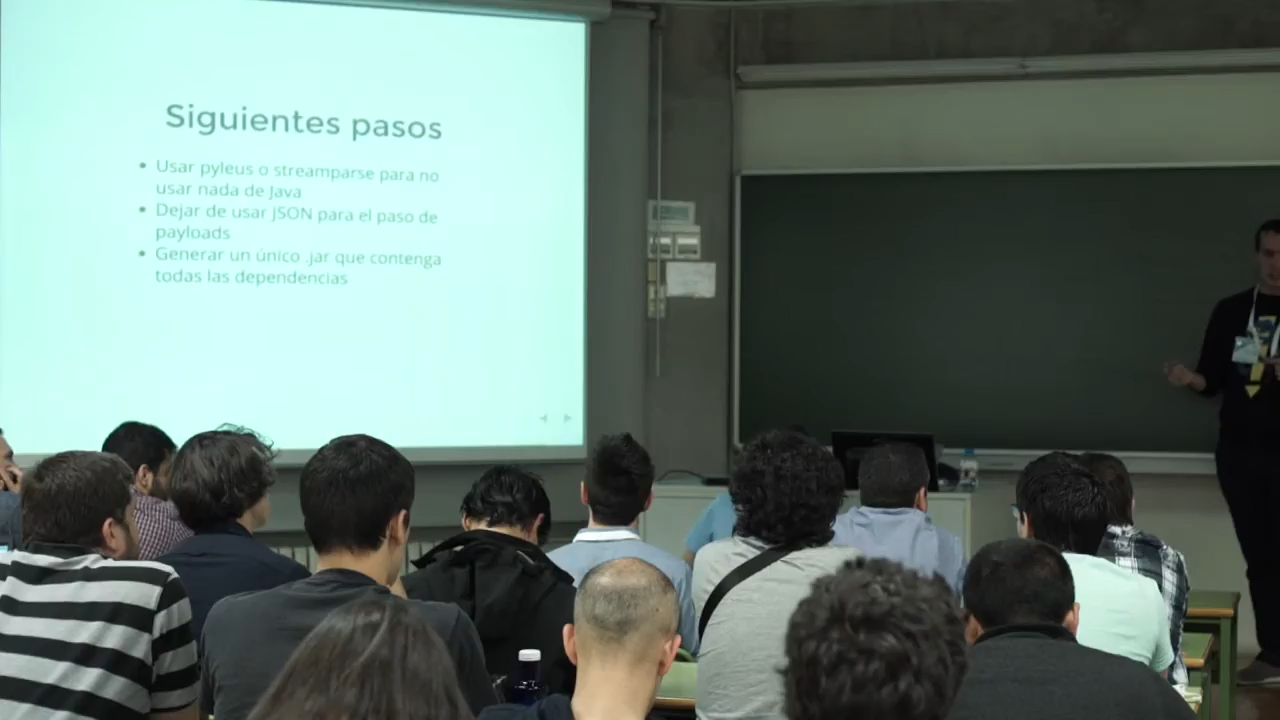 Siguientes pasos
• Usar pyleus o streamparse para no
usar nada de Java
• Dejar de usar JSON para el paso de
payloads
• Generar un único .jar que contenga
todas las dependencias